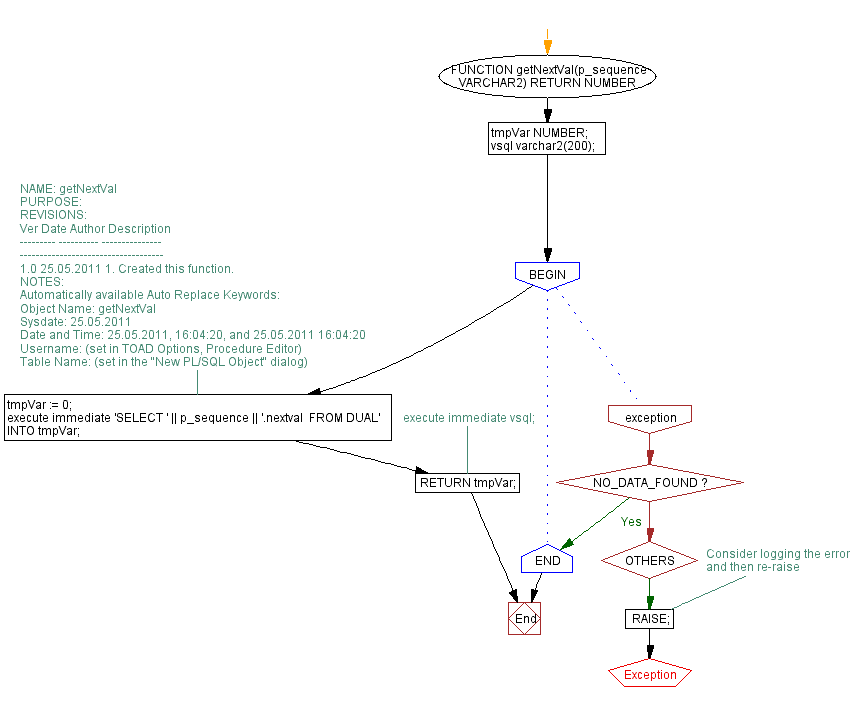 FUNCTION getNextVal(p_sequence
VARCHAR2) RETURN NUMBER
tmpVar NUMBER;
vsql varchar2(200);
NAME: getNextVal
PURPOSE:
REVISIONS:
Ver Date Author Description
--------- ---------- ---------------
------------------------------------
1.0 25.05.2011 1. Created this function.
NOTES:
Automatically available Auto Replace Keywords:
Object Name: getNextVal
Sysdate: 25.05.2011
Date and Time: 25.05.2011, 16:04:20, and 25.05.2011 16:04:20
Username: (set in TOAD Options, Procedure Editor)
Table Name: (set in the "New PL/SQL Object" dialog)
BEGIN
tmpVar := 0;
execute immediate 'SELECT ' || p_sequence || '.nextval  FROM DUAL'
INTO tmpVar;
execute immediate vsql;
exception
RETURN tmpVar;
NO_DATA_FOUND ?
Yes
END
OTHERS
Consider logging the error
and then re-raise
End
RAISE;
Exception